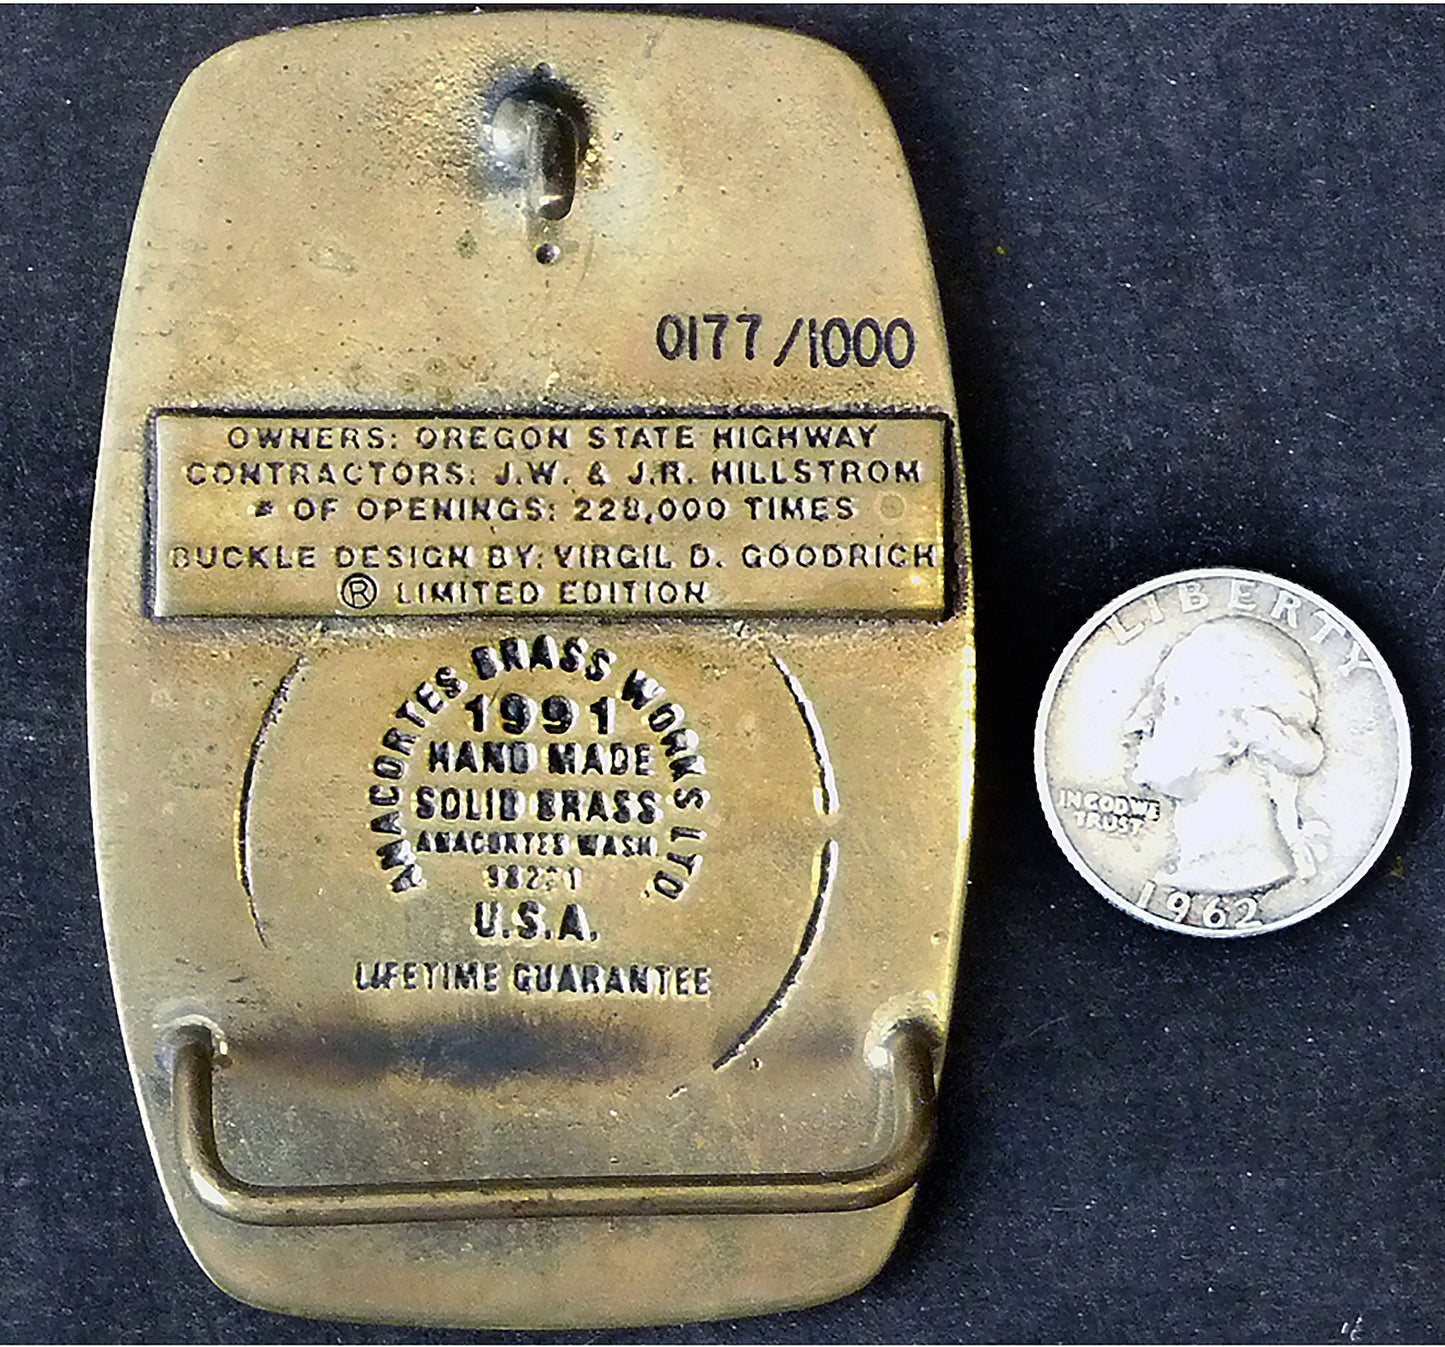 0177/1000
OWNERS: OREGON STATE HIGHWAY
CONTRACTORS: J.W. & J.R. HILLSTROM
# OF OPENINGS: 228,000 TIMES
BUCKLE DESIGN BY: VIRGIL D. GOODRICH
® LIMITED EDITION
ANACORTES BRASS WORKS LTD.
1991
HAND MADE
SOLID BRASS
ANACORTES WASH.
U.S.A.
LIFETIME GUARANTEE
LIBERTY
IN GOD WE
TRUST
1962